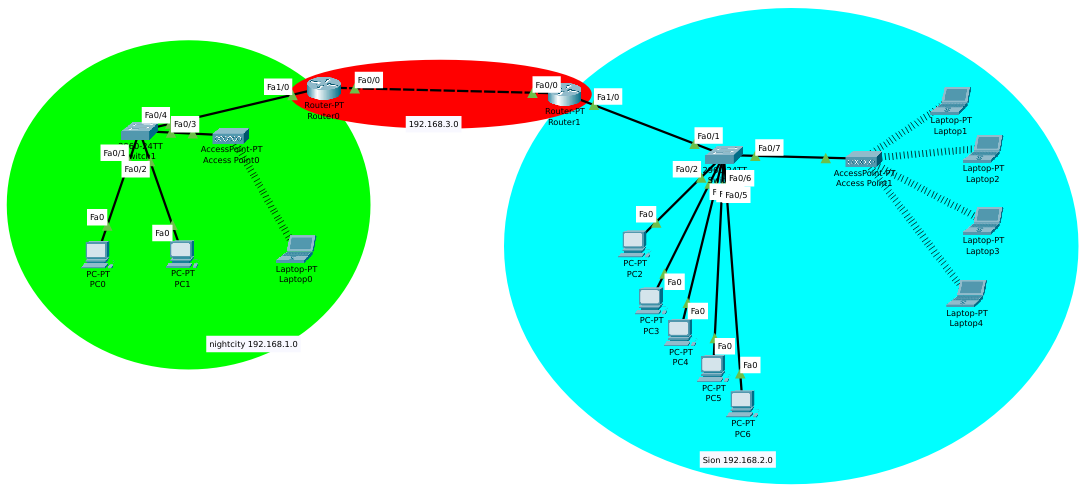 Fa1/0
Router-PT
Router0
Fa0/0
Fa0/0
Router-PT
Router1
Fa1/0
192.168.3.0
Fa0/4
Fa0/3
Fa0/1
Fa0/2
AccessPoint-PT
Access Point0
Fa0
Fa0
PC-PT
PC0
PC-PT
PC1
Laptop-PT
Laptop0
nightcity 192.168.1.0
Fa0/1
Fa0/7
Fa0/2
Fa0/6
Fa0/5
AccessPoint-PT
Access Point1
Laptop-PT
Laptop1
Laptop-PT
Laptop2
Laptop-PT
Laptop3
Laptop-PT
Laptop4
Fa0
PC-PT
PC2
Fa0
PC-PT
PC3
Fa0
PC-PT
PC4
Fa0
PC-PT
PC5
Fa0
PC-PT
PC6
Sion 192.168.2.0